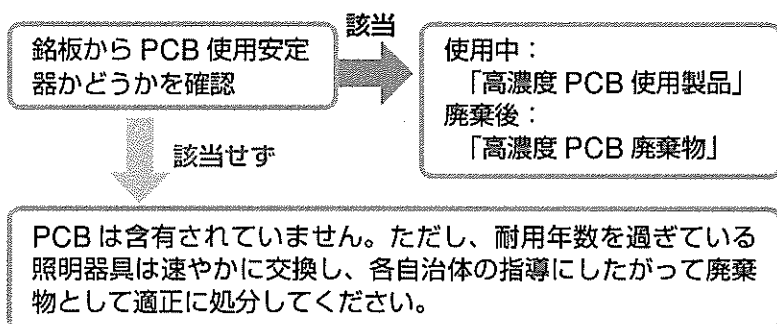 銘板から PCB 使用安定
器かどうかを確認
該当
使用中：
「高濃度 PCB 使用製品」
廃棄後：
「高濃度 PCB 廃棄物」
該当せず
PCB は含有されていません。ただし、耐用年数を過ぎている
照明器具は速やかに交換し、各自治体の指導にしたがって廃棄
物として適正に処分してください。